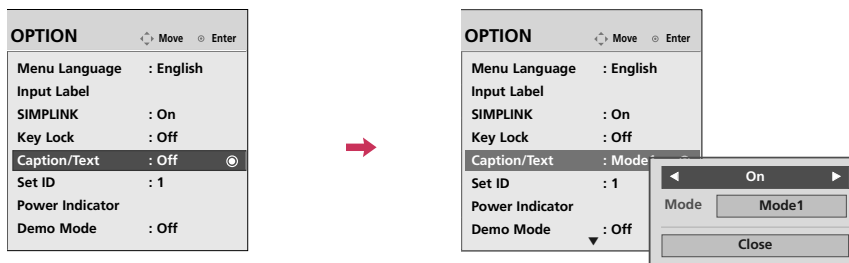 OPTION Move Enter
Menu Language : English
Input Label
SIMPLINK : On
Key Lock : Off
Caption/Text : Off
Set ID : 1
Power Indicator
Demo Mode : Off
OPTION Move Enter
Menu Language : English
Input Label
SIMPLINK : On
Key Lock : Off
Caption/Text : Mode1
Set ID : 1
Power Indicator
Demo Mode : Off
On
Mode Mode1
Close